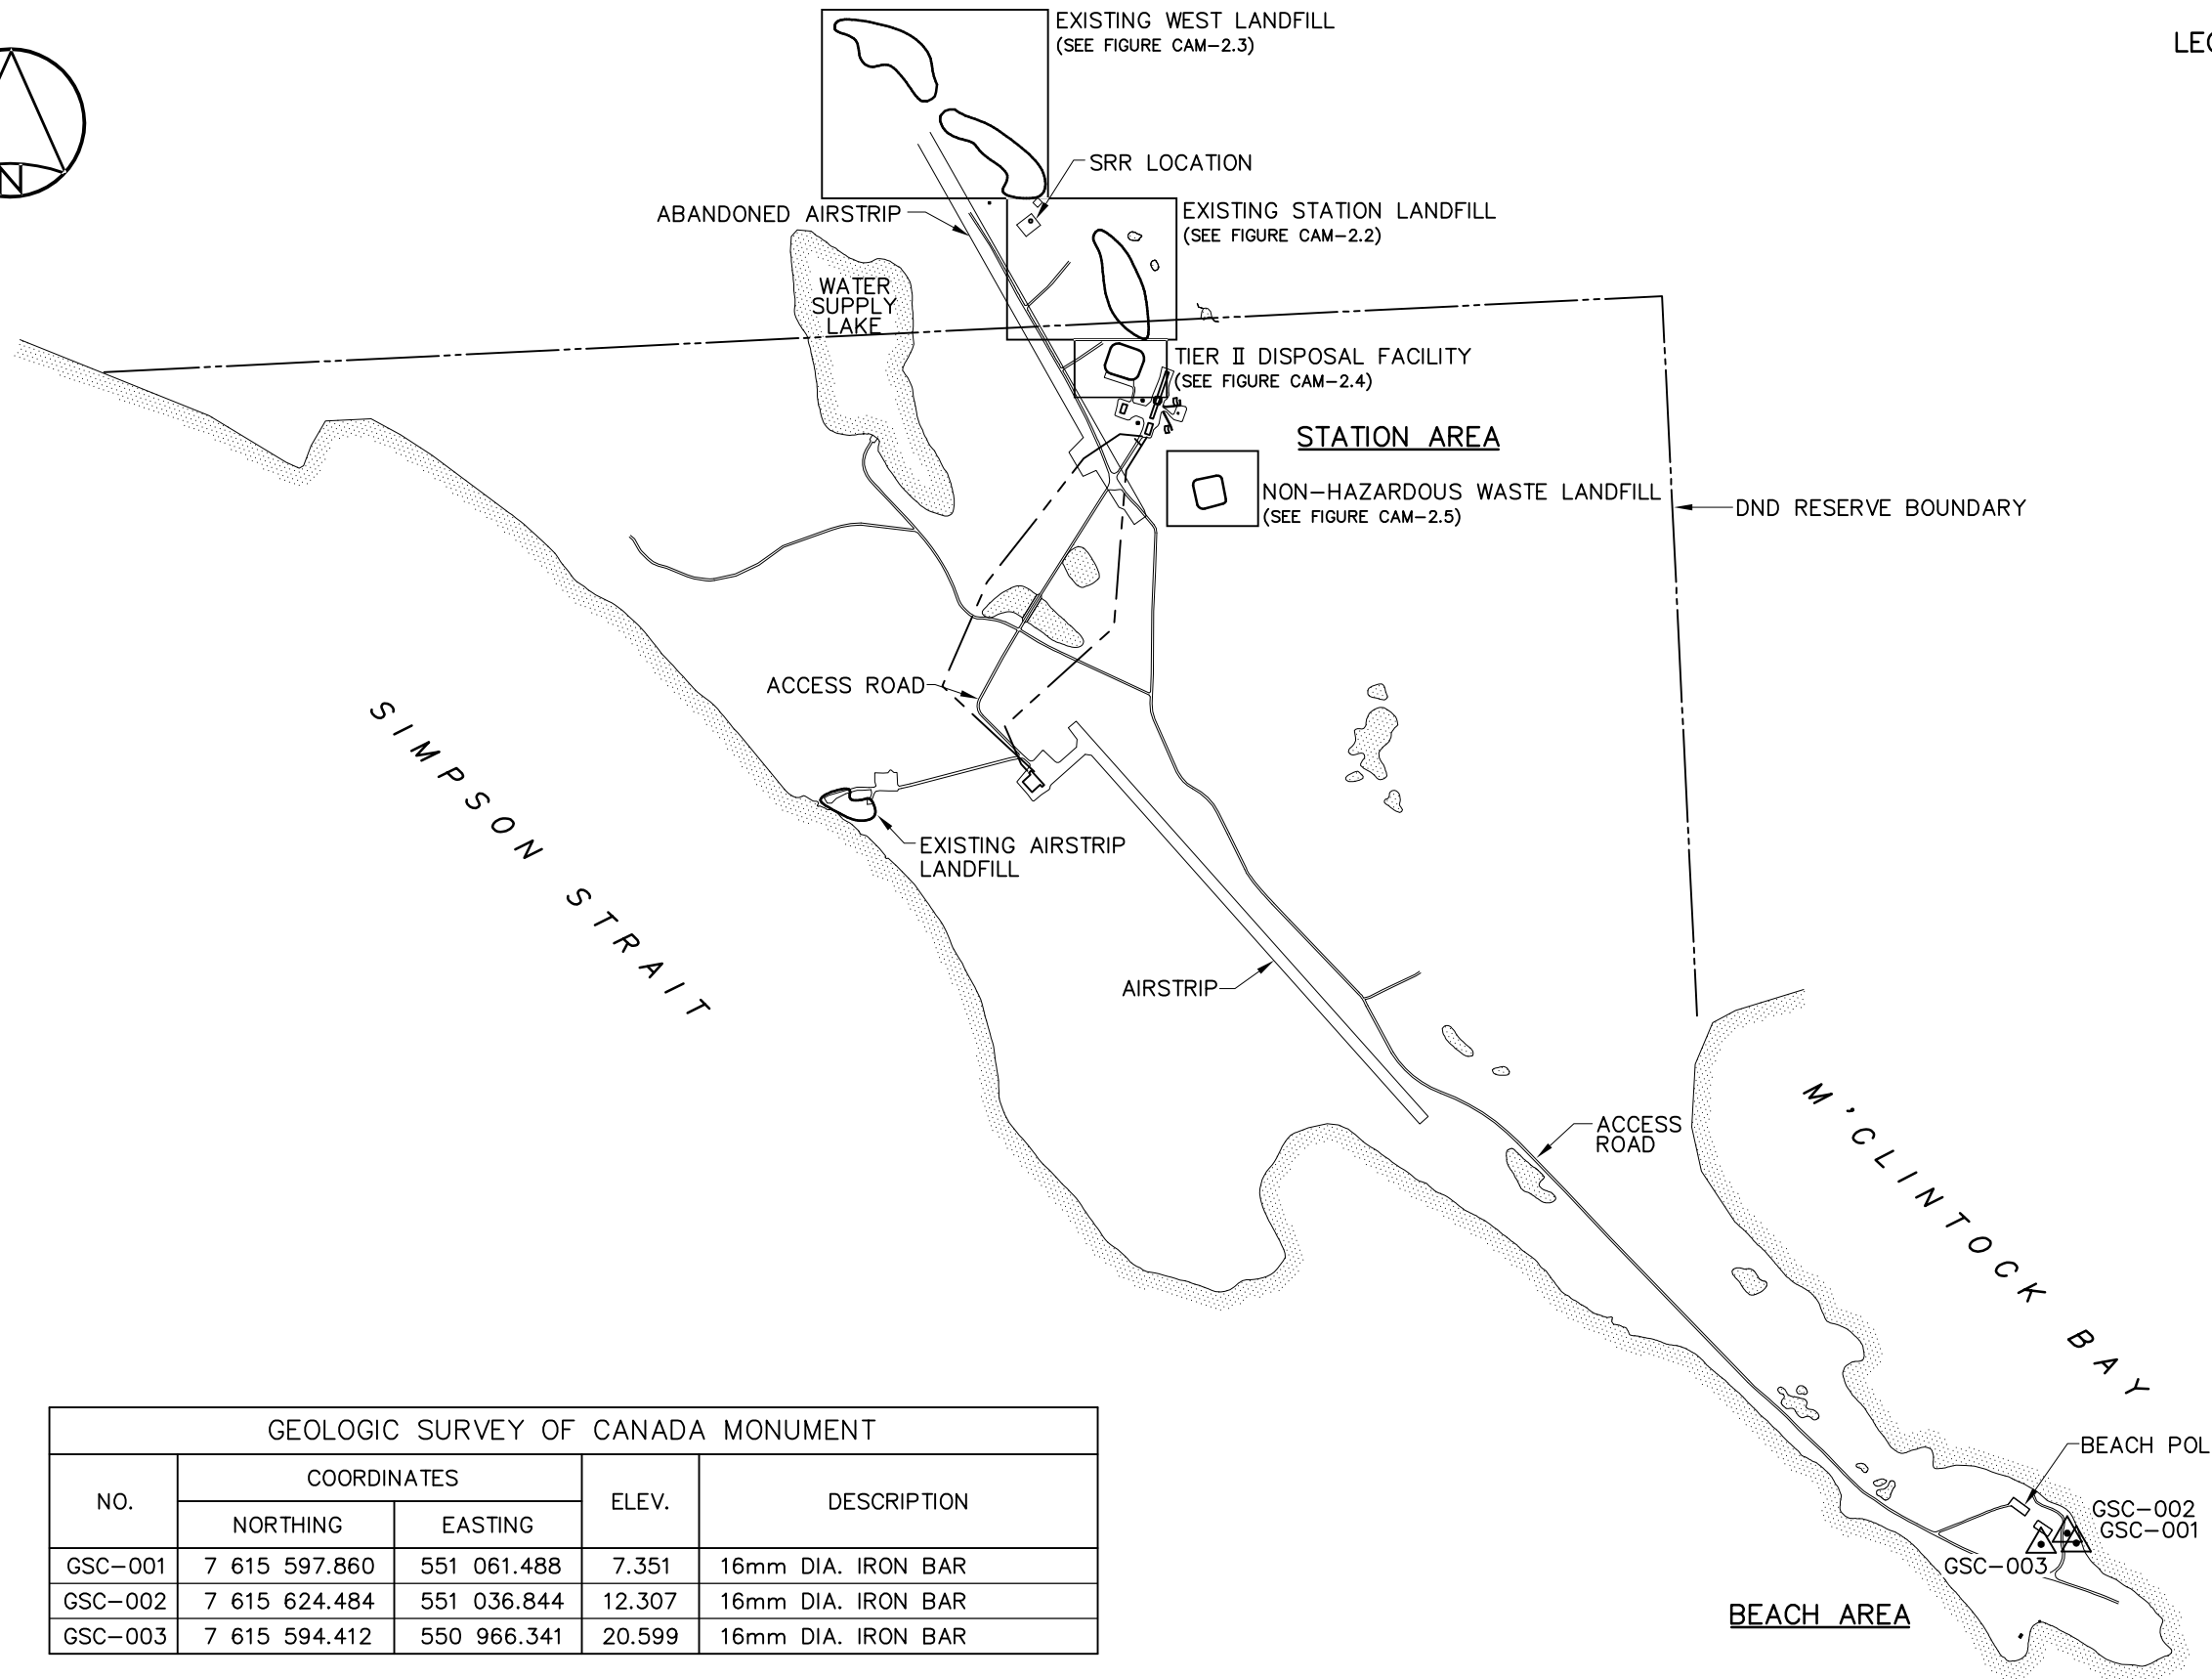 EXISTING WEST LANDFILL
(SEE FIGURE CAM-2.3)
LEG
N
SRR LOCATION
ABANDONED AIRSTRIP
EXISTING STATION LANDFILL
(SEE FIGURE CAM-2.2)
WATER
SUPPLY
LAKE
TIER II DISPOSAL FACILITY
(SEE FIGURE CAM-2.4)
STATION AREA
NON-HAZARDOUS WASTE LANDFILL
(SEE FIGURE CAM-2.5)
DND RESERVE BOUNDARY
ACCESS ROAD
SIMPSON STRAIT
EXISTING AIRSTRIP
LANDFILL
AIRSTRIP
ACCESS
ROAD
M'CLINTOCK BAY
BEACH POL
GSC-002
GSC-001
GSC-003
BEACH AREA
GEOLOGIC SURVEY OF CANADA MONUMENT
NO. COORDINATES ELEV. DESCRIPTION
NORTHING EASTING
GSC-001 7 615 597.860 551 061.488 7.351 16mm DIA. IRON BAR
GSC-002 7 615 624.484 551 036.844 12.307 16mm DIA. IRON BAR
GSC-003 7 615 594.412 550 966.341 20.599 16mm DIA. IRON BAR